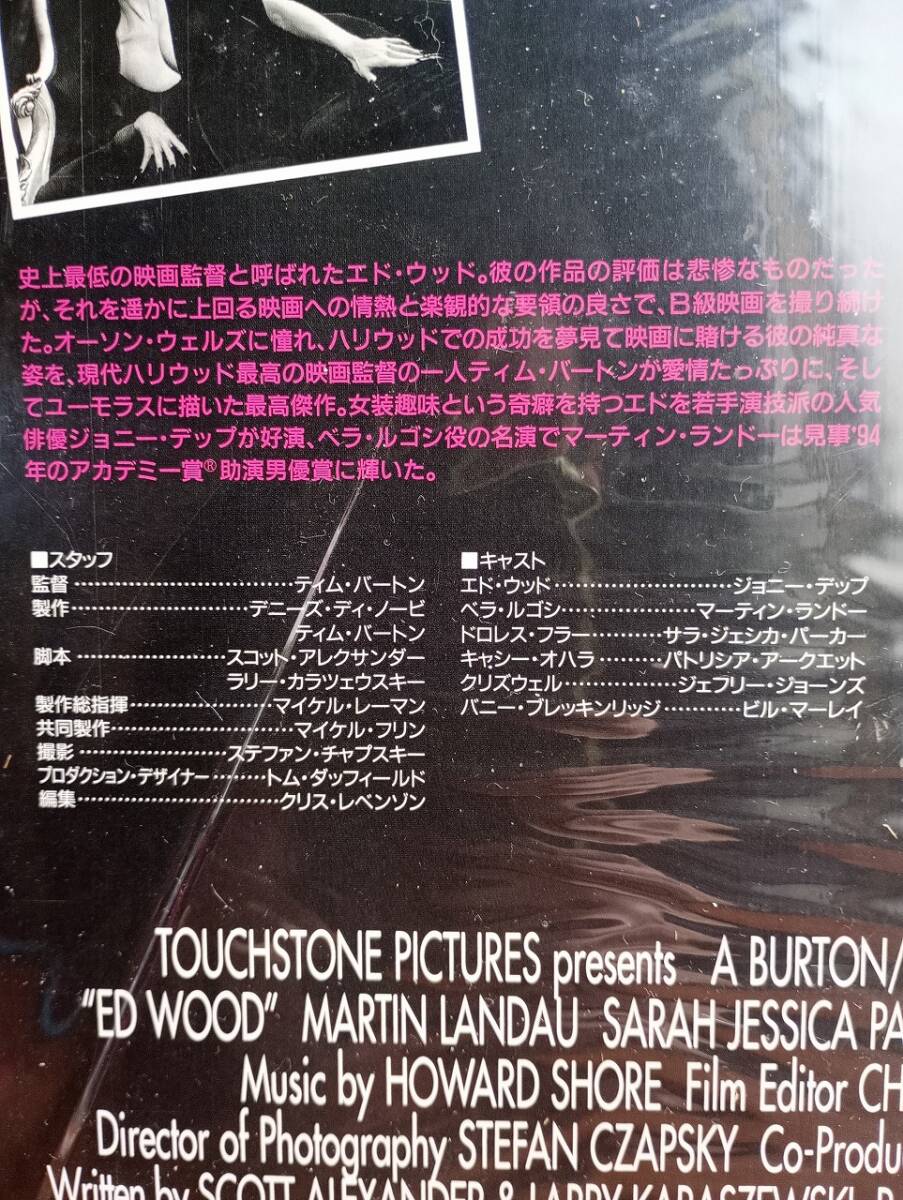 史上最低の映画監督と呼ばれたエド・ウッド。彼の作品の評価は悲惨なものだった
が、それを遥かに上回る映画への情熱と楽観的な要領の良さで、B級映画を撮り続け
た。オーソン・ウェルズに憧れ、ハリウッドでの成功を夢見て映画に賭ける彼の純真な
姿を、現代ハリウッド最高の映画監督の一人ティム・バートンが愛情たっぷりに、そし
てユーモラスに描いた最高傑作。女装趣味という奇癖を持つエドを若手演技派の人気
俳優ジョニー・デップが好演、ベラ・ルゴシ役の名演でマーティン・ランドーは見事'94
年のアカデミー賞®助演男優賞に輝いた。
■スタッフ
監督……………………………ティム・バートン
製作……………………デニーズ・ディ・ノービ
ティム・バートン
脚本…………………スコット・アレクサンダー
ラリー・カラツェウスキー
製作総指揮…………………マイケル・レーマン
共同製作……………………マイケル・フリン
撮影…………………ステファン・チャプスキー
プロダクション・デザイナー………トム・ダッフィールド
編集…………………………クリス・レベンゾン
■キャスト
エド・ウッド………………………ジョニー・デップ
ベラ・ルゴシ………………マーティン・ランドー
ドロレス・フラー…………サラ・ジェシカ・パーカー
キャシー・オハラ…………パトリシア・アークエット
クリズウェル………………ジェフリー・ジョーンズ
バニー・ブレッキンリッジ…………ビル・マーレイ
TOUCHSTONE PICTURES presents A BURTON/
"ED WOOD" MARTIN LANDAU SARAH JESSICA PA
Music by HOWARD SHORE Film Editor CH
Director of Photography STEFAN CZAPSKY Co-Produ
Written by SCOTT ALEXANDER & LARRY KARASZEWSKI